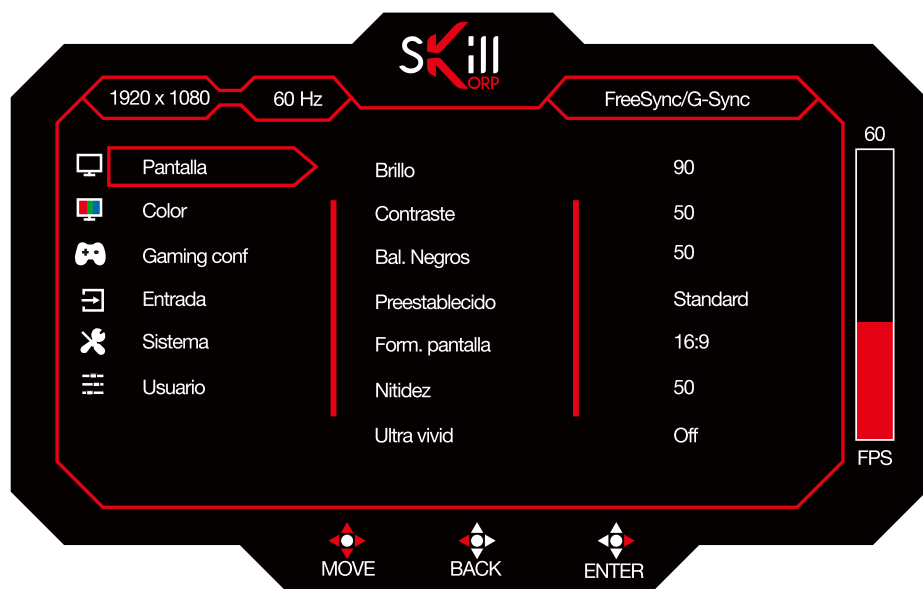 SKill
KORP
1920 x 1080
60 Hz
FreeSync/G-Sync
60
Pantalla
Brillo
90
Color
Contraste
50
Gaming conf
Bal. Negros
50
Entrada
Preestablecido
Standard
Sistema
Form. pantalla
16:9
Usuario
Nitidez
50
Ultra vivid
Off
FPS
MOVE
BACK
ENTER